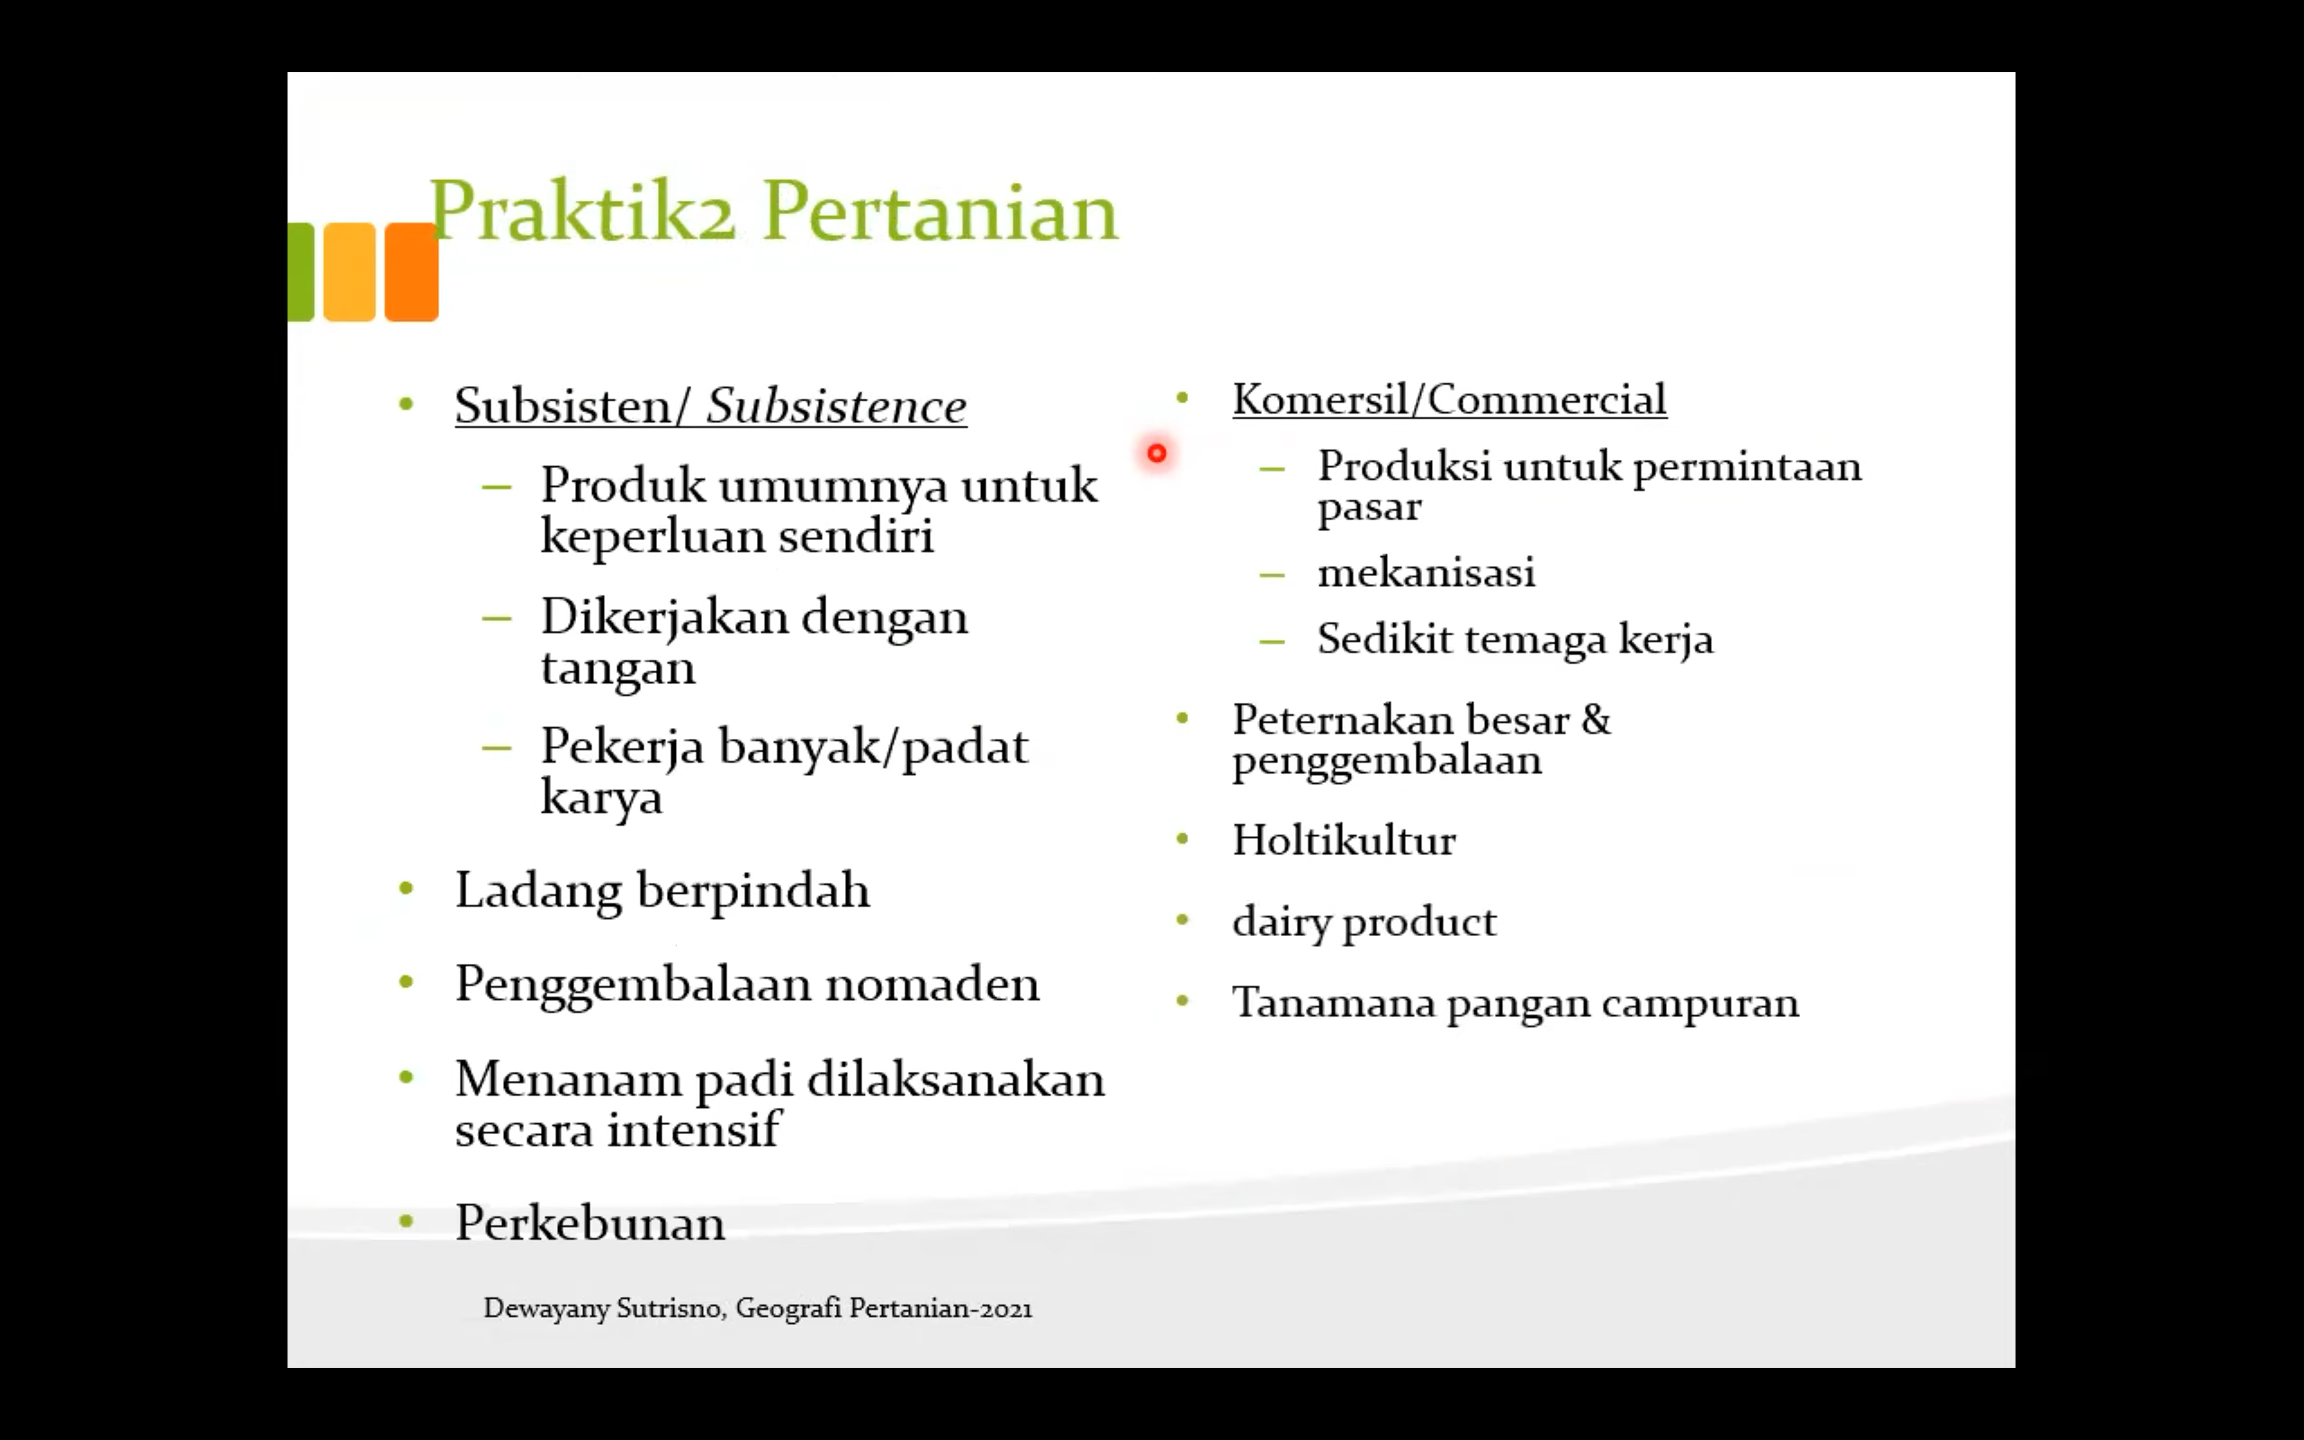 Praktik2 Pertanian
• Subsisten/ Subsistence
– Produk umumnya untuk
keperluan sendiri
– Dikerjakan dengan
tangan
– Pekerja banyak/padat
karya
• Ladang berpindah
• Penggembalaan nomaden
• Menanam padi dilaksanakan
secara intensif
• Perkebunan
• Komersil/Commercial
– Produksi untuk permintaan
pasar
– mekanisasi
– Sedikit temaga kerja
• Peternakan besar &
penggembalaan
• Holtikultur
• dairy product
• Tanamana pangan campuran
Dewayany Sutrisno, Geografi Pertanian-2021